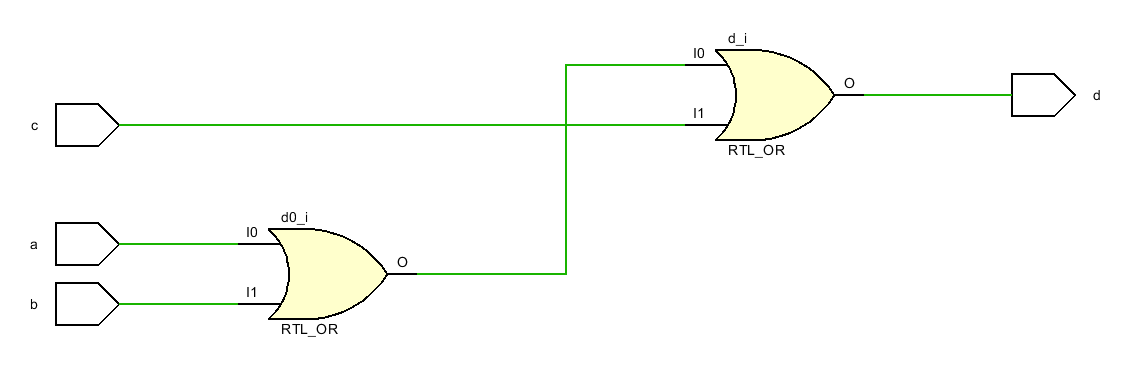 d_i
I0
O
c
I1
d
RTL_OR
d0_i
a
I0
O
b
I1
RTL_OR